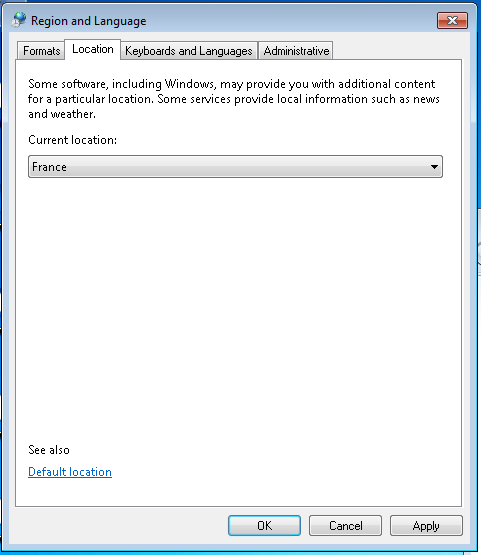 Region and Language
Formats Location Keyboards and Languages Administrative
Some software, including Windows, may provide you with additional content
for a particular location. Some services provide local information such as news
and weather.
Current location:
France
See also
Default location
OK Cancel Apply